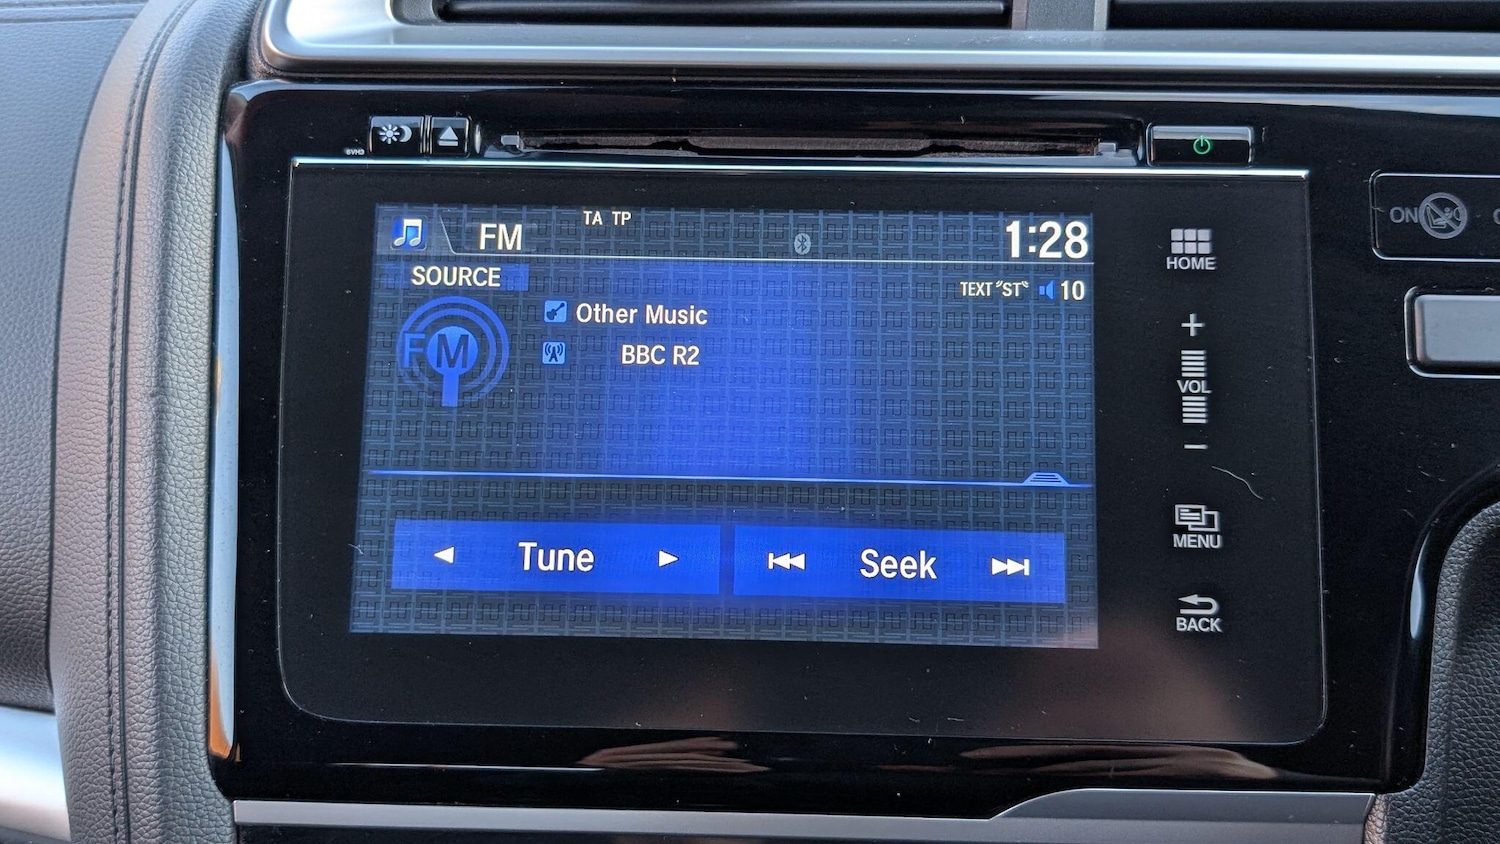 SVH3
TA TP
FM
1:28
SOURCE
TEXT "ST" 10
Other Music
FM
BBC R2
Tune
Seek
HOME
+
VOL
−
MENU
BACK
ON